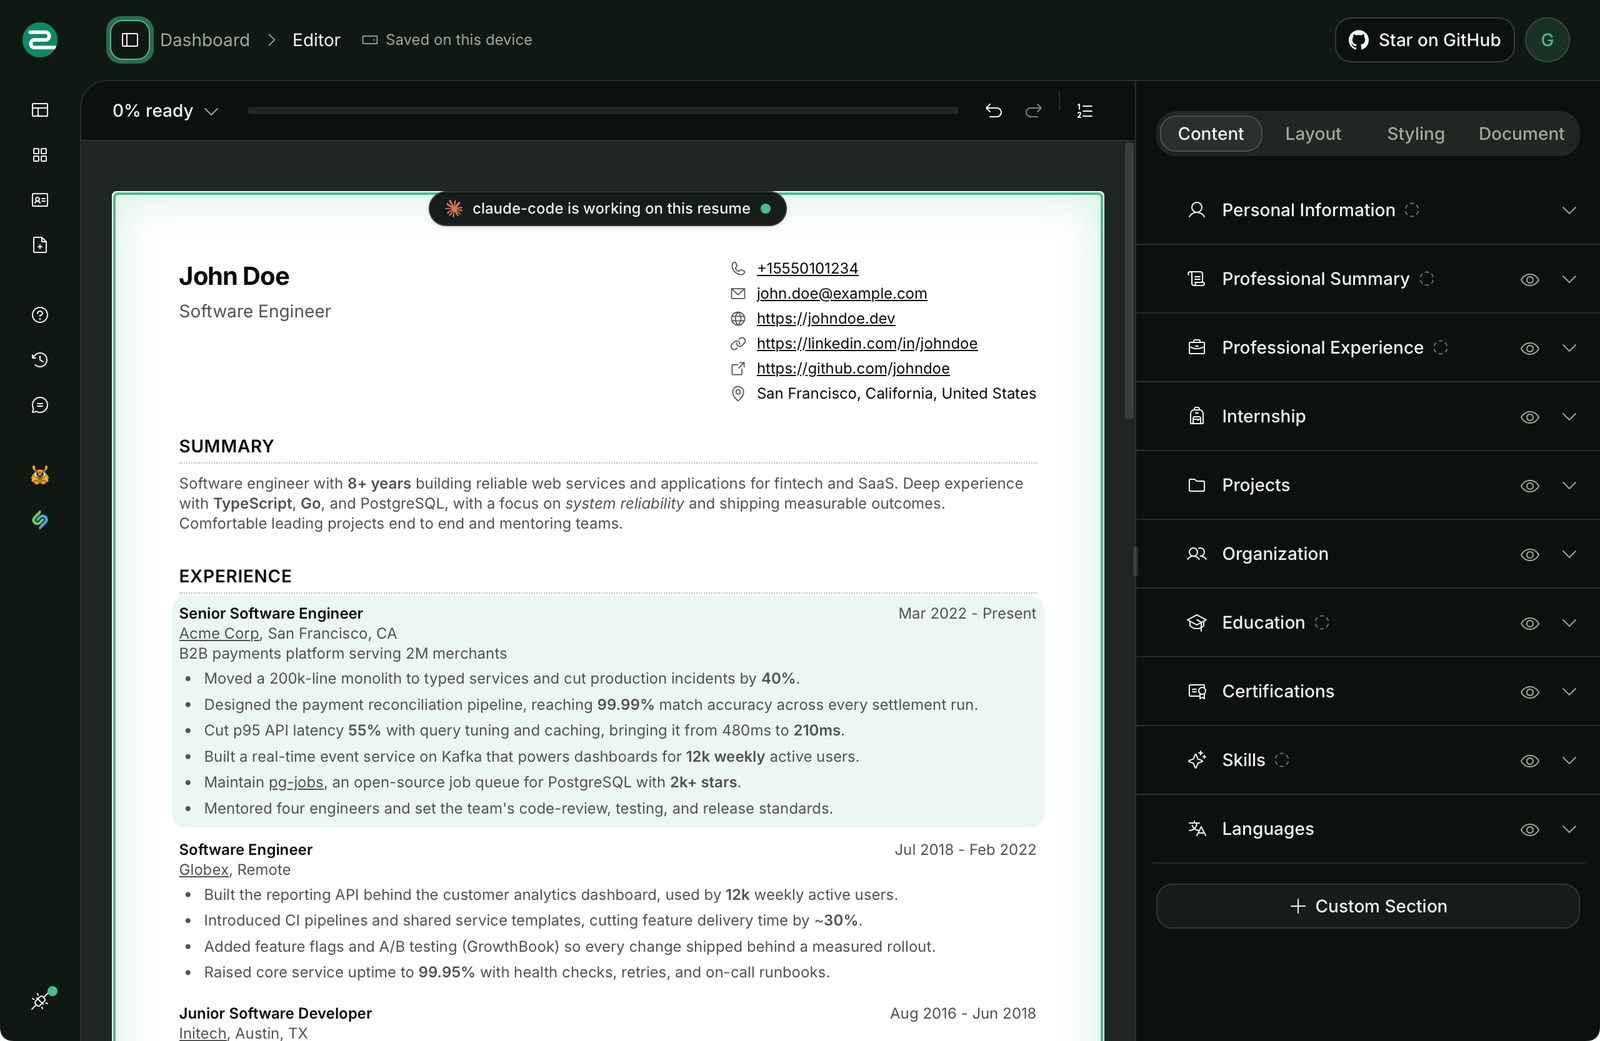 Dashboard
Editor
Saved on this device
Star on GitHub
G
0% ready
Content
Layout
Styling
Document
claude-code is working on this resume
John Doe
Software Engineer
+15550101234
john.doe@example.com
https://johndoe.dev
https://linkedin.com/in/johndoe
https://github.com/johndoe
San Francisco, California, United States
SUMMARY
Software engineer with 8+ years building reliable web services and applications for fintech and SaaS. Deep experience
with TypeScript, Go, and PostgreSQL, with a focus on system reliability and shipping measurable outcomes.
Comfortable leading projects end to end and mentoring teams.
EXPERIENCE
Senior Software Engineer
Mar 2022 - Present
Acme Corp, San Francisco, CA
B2B payments platform serving 2M merchants
• Moved a 200k-line monolith to typed services and cut production incidents by 40%.
• Designed the payment reconciliation pipeline, reaching 99.99% match accuracy across every settlement run.
• Cut p95 API latency 55% with query tuning and caching, bringing it from 480ms to 210ms.
• Built a real-time event service on Kafka that powers dashboards for 12k weekly active users.
• Maintain pg-jobs, an open-source job queue for PostgreSQL with 2k+ stars.
• Mentored four engineers and set the team's code-review, testing, and release standards.
Software Engineer
Jul 2018 - Feb 2022
Globex, Remote
• Built the reporting API behind the customer analytics dashboard, used by 12k weekly active users.
• Introduced CI pipelines and shared service templates, cutting feature delivery time by ~30%.
• Added feature flags and A/B testing (GrowthBook) so every change shipped behind a measured rollout.
• Raised core service uptime to 99.95% with health checks, retries, and on-call runbooks.
Junior Software Developer
Aug 2016 - Jun 2018
Initech, Austin, TX
Personal Information
Professional Summary
Professional Experience
Internship
Projects
Organization
Education
Certifications
Skills
Languages
+ Custom Section